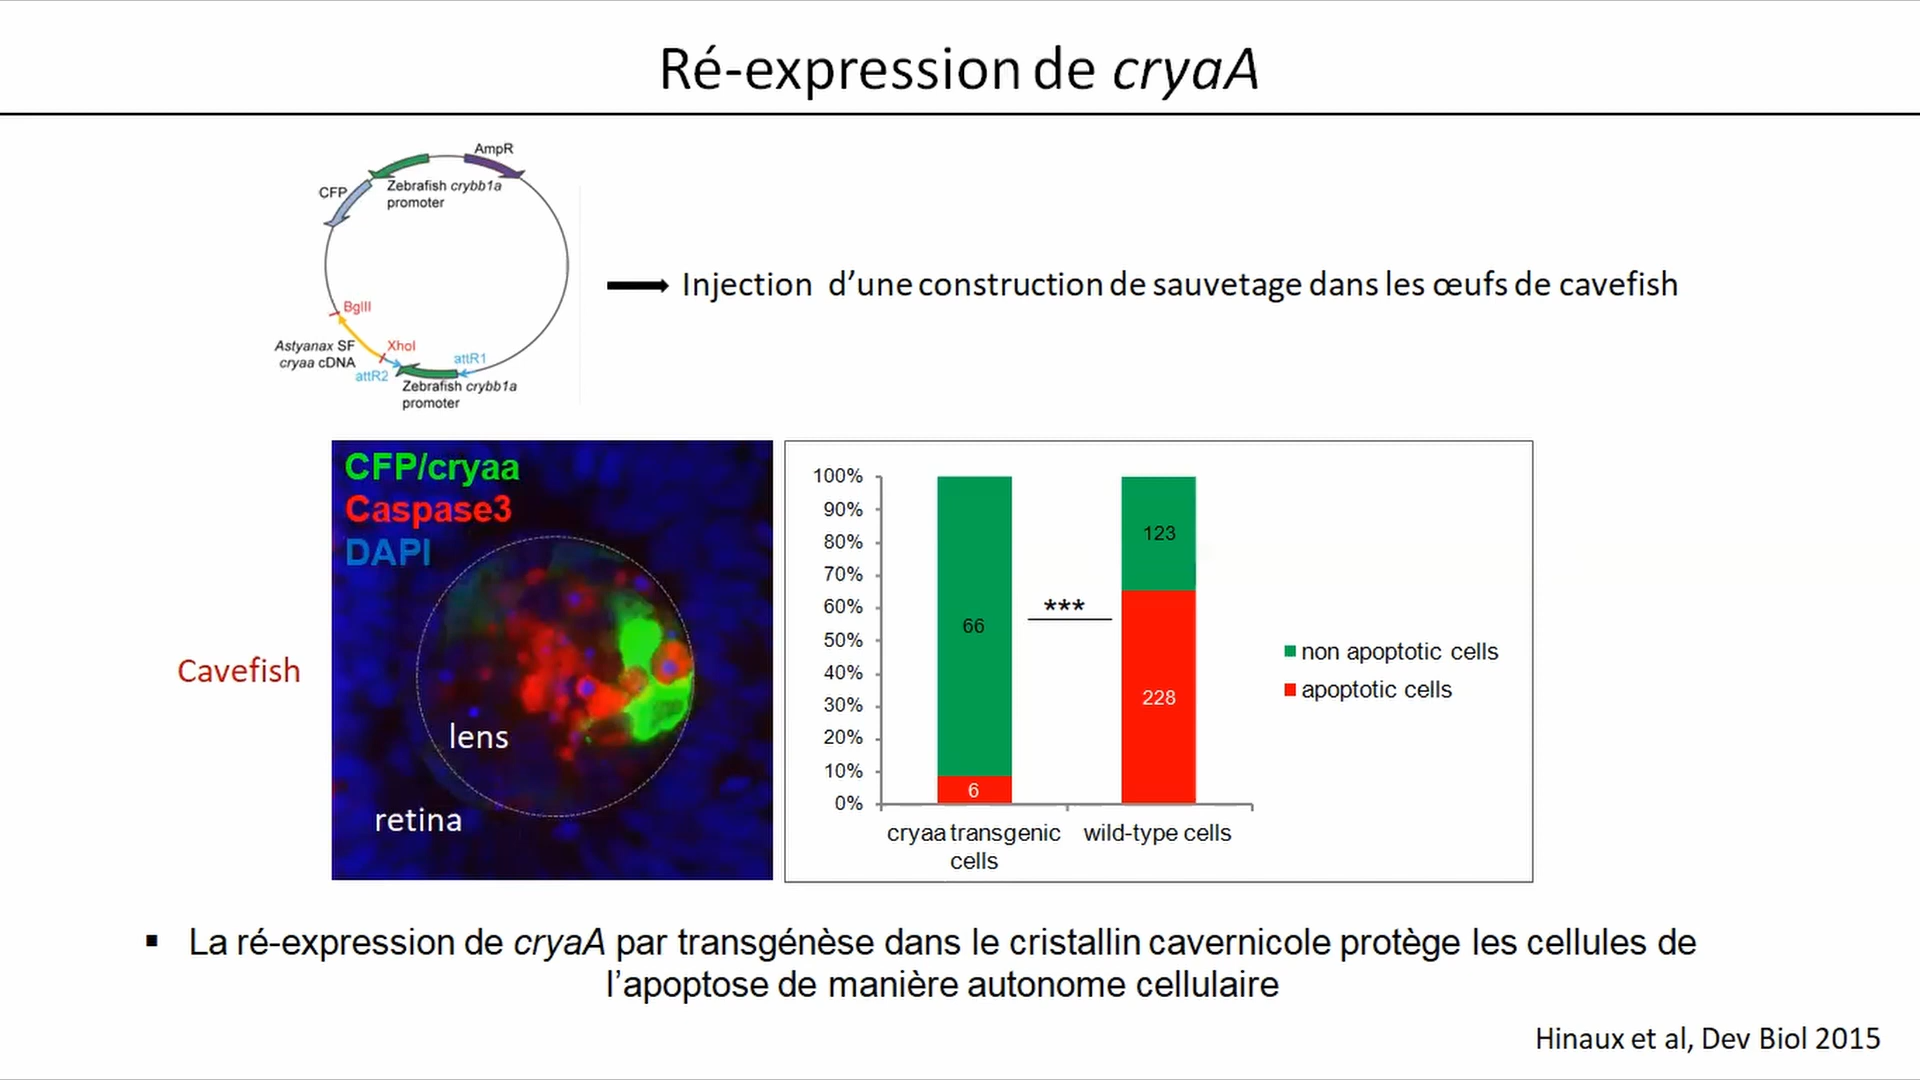 Ré-expression de cryaA
AmpR
CFP
Zebrafish crybb1a
promoter
BglII
XhoI
Astyanax SF
cryaa cDNA
attR1
attR2
Zebrafish crybb1a
promoter
Injection d’une construction de sauvetage dans les œufs de cavefish
Cavefish
CFP/cryaa
Caspase3
DAPI
lens
retina
100%
90%
80%
70%
60%
50%
40%
30%
20%
10%
0%
66
6
***
123
228
cryaa transgenic
cells
wild-type cells
non apoptotic cells
apoptotic cells
▪ La ré-expression de cryaA par transgénèse dans le cristallin cavernicole protège les cellules de
l’apoptose de manière autonome cellulaire
Hinaux et al, Dev Biol 2015